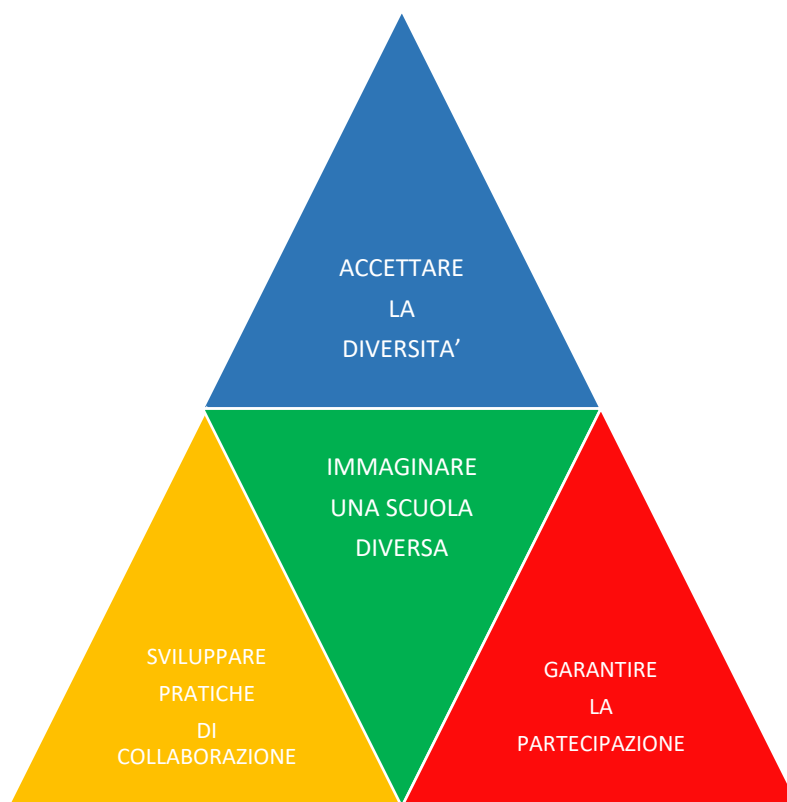 ACCETTARE
LA
DIVERSITA’
IMMAGINARE
UNA SCUOLA
DIVERSA
SVILUPPARE
PRATICHE
DI
COLLABORAZIONE
GARANTIRE
LA
PARTECIPAZIONE